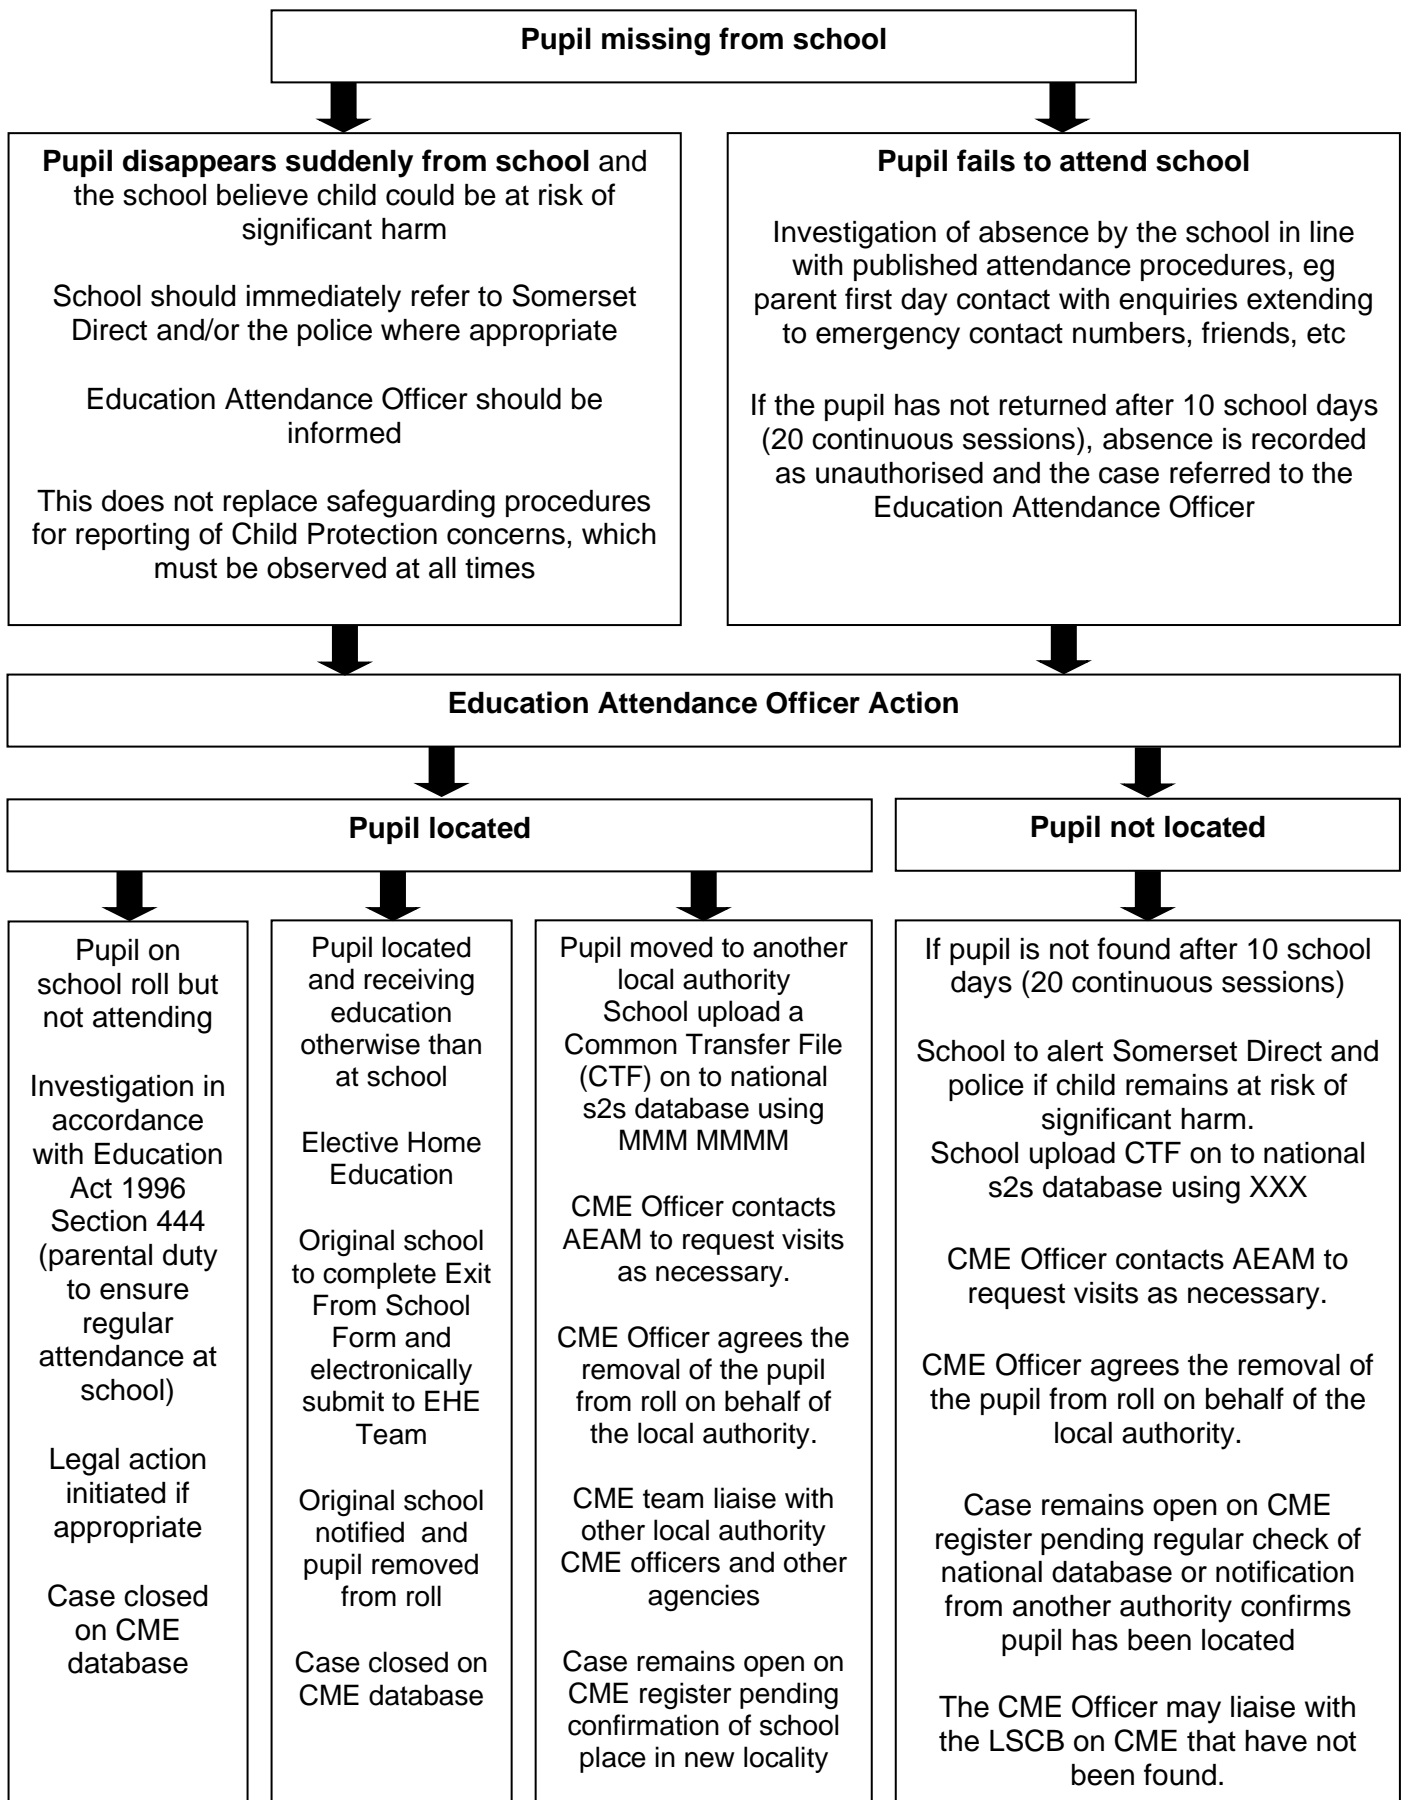 Pupil missing from school
Pupil disappears suddenly from school and
the school believe child could be at risk of
significant harm
School should immediately refer to Somerset
Direct and/or the police where appropriate
Education Attendance Officer should be
informed
This does not replace safeguarding procedures
for reporting of Child Protection concerns, which
must be observed at all times
Pupil fails to attend school
Investigation of absence by the school in line
with published attendance procedures, eg
parent first day contact with enquiries extending
to emergency contact numbers, friends, etc
If the pupil has not returned after 10 school days
(20 continuous sessions), absence is recorded
as unauthorised and the case referred to the
Education Attendance Officer
Education Attendance Officer Action
Pupil located
Pupil not located
Pupil on
school roll but
not attending
Investigation in
accordance
with Education
Act 1996
Section 444
(parental duty
to ensure
regular
attendance at
school)
Legal action
initiated if
appropriate
Case closed
on CME
database
Pupil located
and receiving
education
otherwise than
at school
Elective Home
Education
Original school
to complete Exit
From School
Form and
electronically
submit to EHE
Team
Original school
notified and
pupil removed
from roll
Case closed on
CME database
Pupil moved to another
local authority
School upload a
Common Transfer File
(CTF) on to national
s2s database using
MMM MMMM
CME Officer contacts
AEAM to request visits
as necessary.
CME Officer agrees the
removal of the pupil
from roll on behalf of
the local authority.
CME team liaise with
other local authority
CME officers and other
agencies
Case remains open on
CME register pending
confirmation of school
place in new locality
If pupil is not found after 10 school
days (20 continuous sessions)
School to alert Somerset Direct and
police if child remains at risk of
significant harm.
School upload CTF on to national
s2s database using XXX
CME Officer contacts AEAM to
request visits as necessary.
CME Officer agrees the removal of
the pupil from roll on behalf of the
local authority.
Case remains open on CME
register pending regular check of
national database or notification
from another authority confirms
pupil has been located
The CME Officer may liaise with
the LSCB on CME that have not
been found.